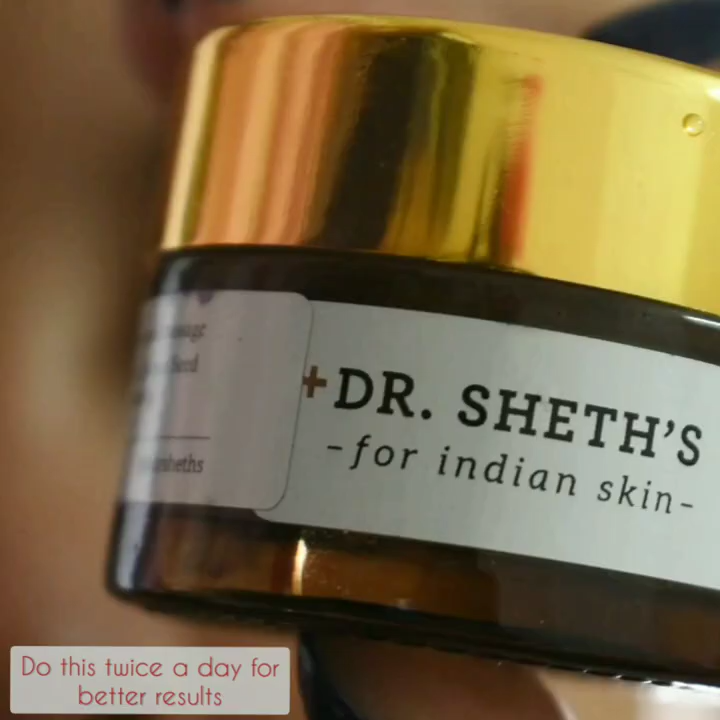 +DR. SHETH'S
-for indian skin-
Do this twice a day for
better results